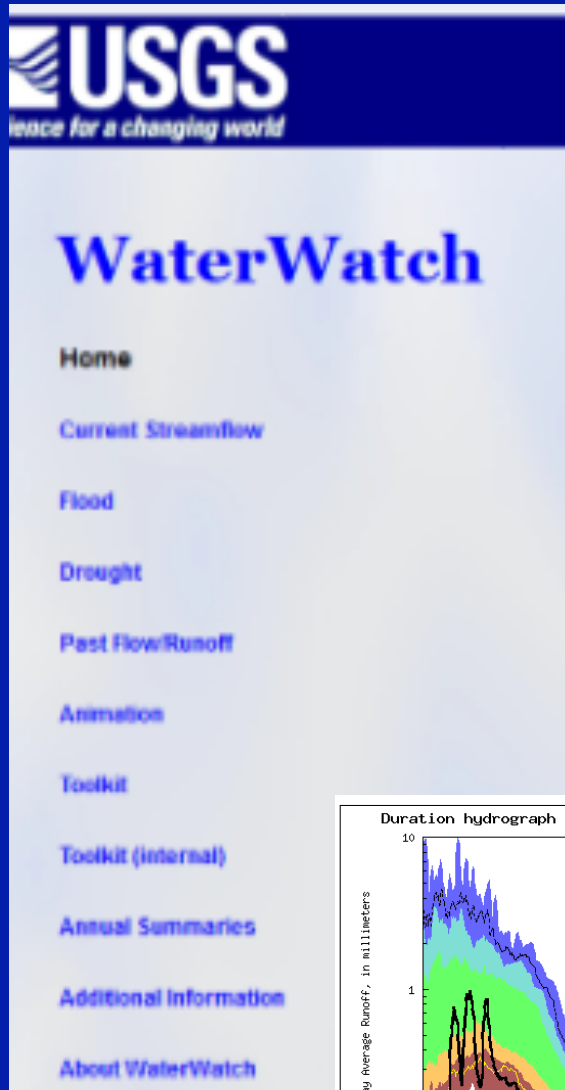 USGS
ience for a changing world
WaterWatch
Home
Current Streamflow
Flood
Drought
Past Flow/Runoff
Animation
Toolkit
Toolkit (internal)
Annual Summaries
Additional Information
About WaterWatch
Duration hydrograph
10
1
ay Average Runoff, in millimeters